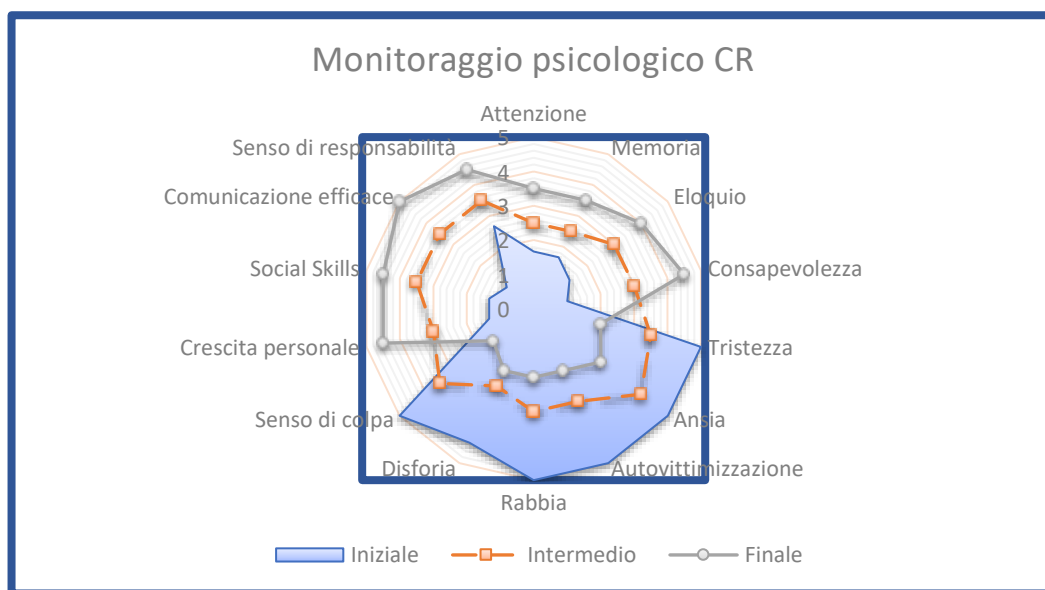 Monitoraggio psicologico CR
Attenzione
Memoria
Eloquio
Consapevolezza
Tristezza
Ansia
Autovittimizzazione
Rabbia
Disforia
Senso di colpa
Crescita personale
Social Skills
Comunicazione efficace
Senso di responsabilità
5
4
3
2
1
0
Iniziale Intermedio Finale